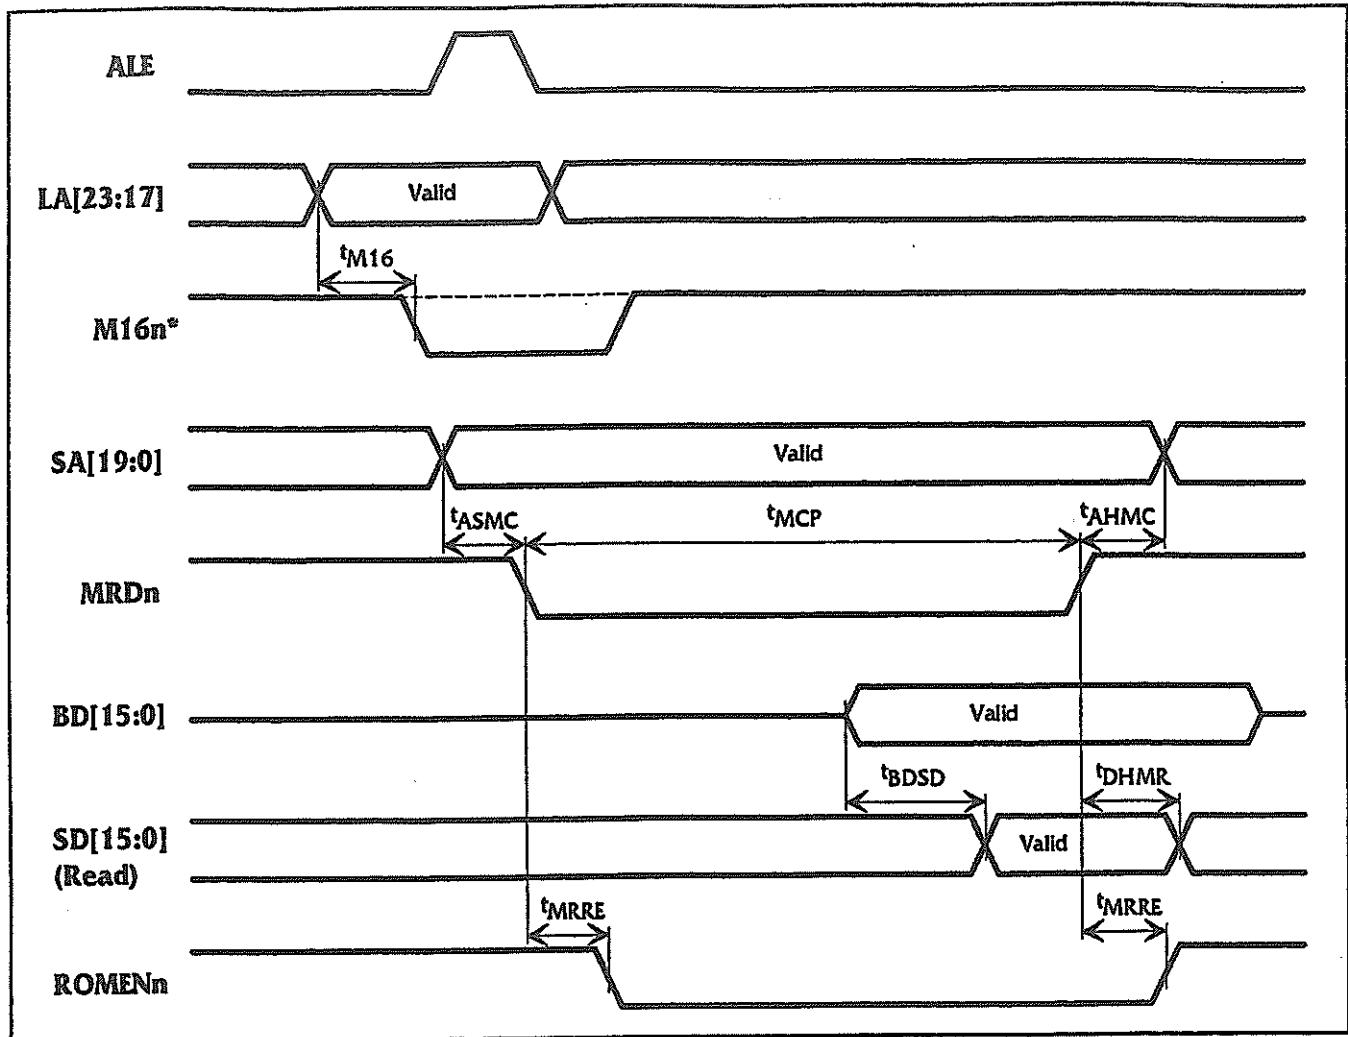 ALE
LA[23:17]
Valid
tM16
M16n*
SA[19:0]
Valid
tASMC
tMCP
tAHMC
MRDn
BD[15:0]
Valid
tBDSD
tDHMR
SD[15:0]
(Read)
Valid
tMRRE
tMRRE
ROMENn